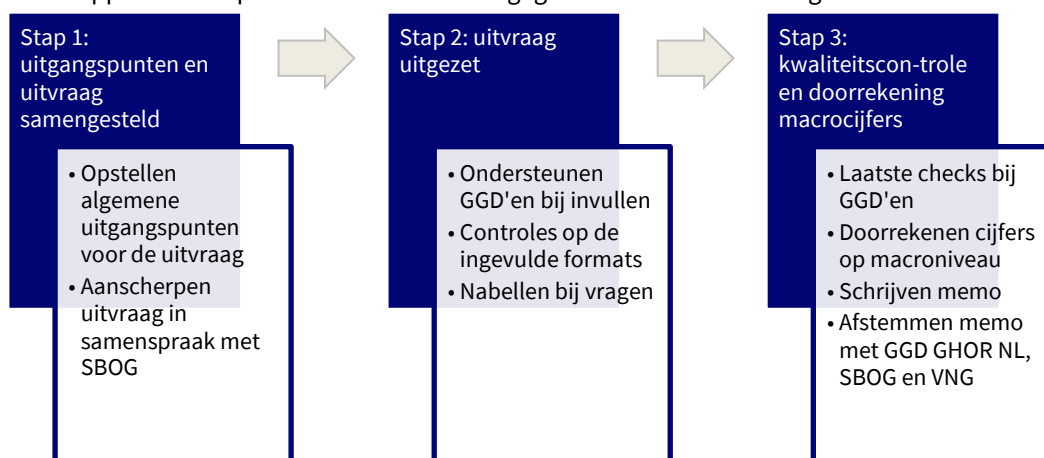 Stap 1:
uitgangspunten en
uitvraag
samengesteld
• Opstellen
algemene
uitgangspunten
voor de uitvraag
• Aanscherpen
uitvraag in
samenspraak met
SBOG
Stap 2: uitvraag
uitgezet
• Ondersteunen
GGD'en bij invullen
• Controles op de
ingevulde formats
• Nabellen bij vragen
Stap 3:
kwaliteitscon-trole
en doorrekening
macrocijfers
• Laatste checks bij
GGD'en
• Doorrekenen cijfers
op macroniveau
• Schrijven memo
• Afstemmen memo
met GGD GHOR NL,
SBOG en VNG